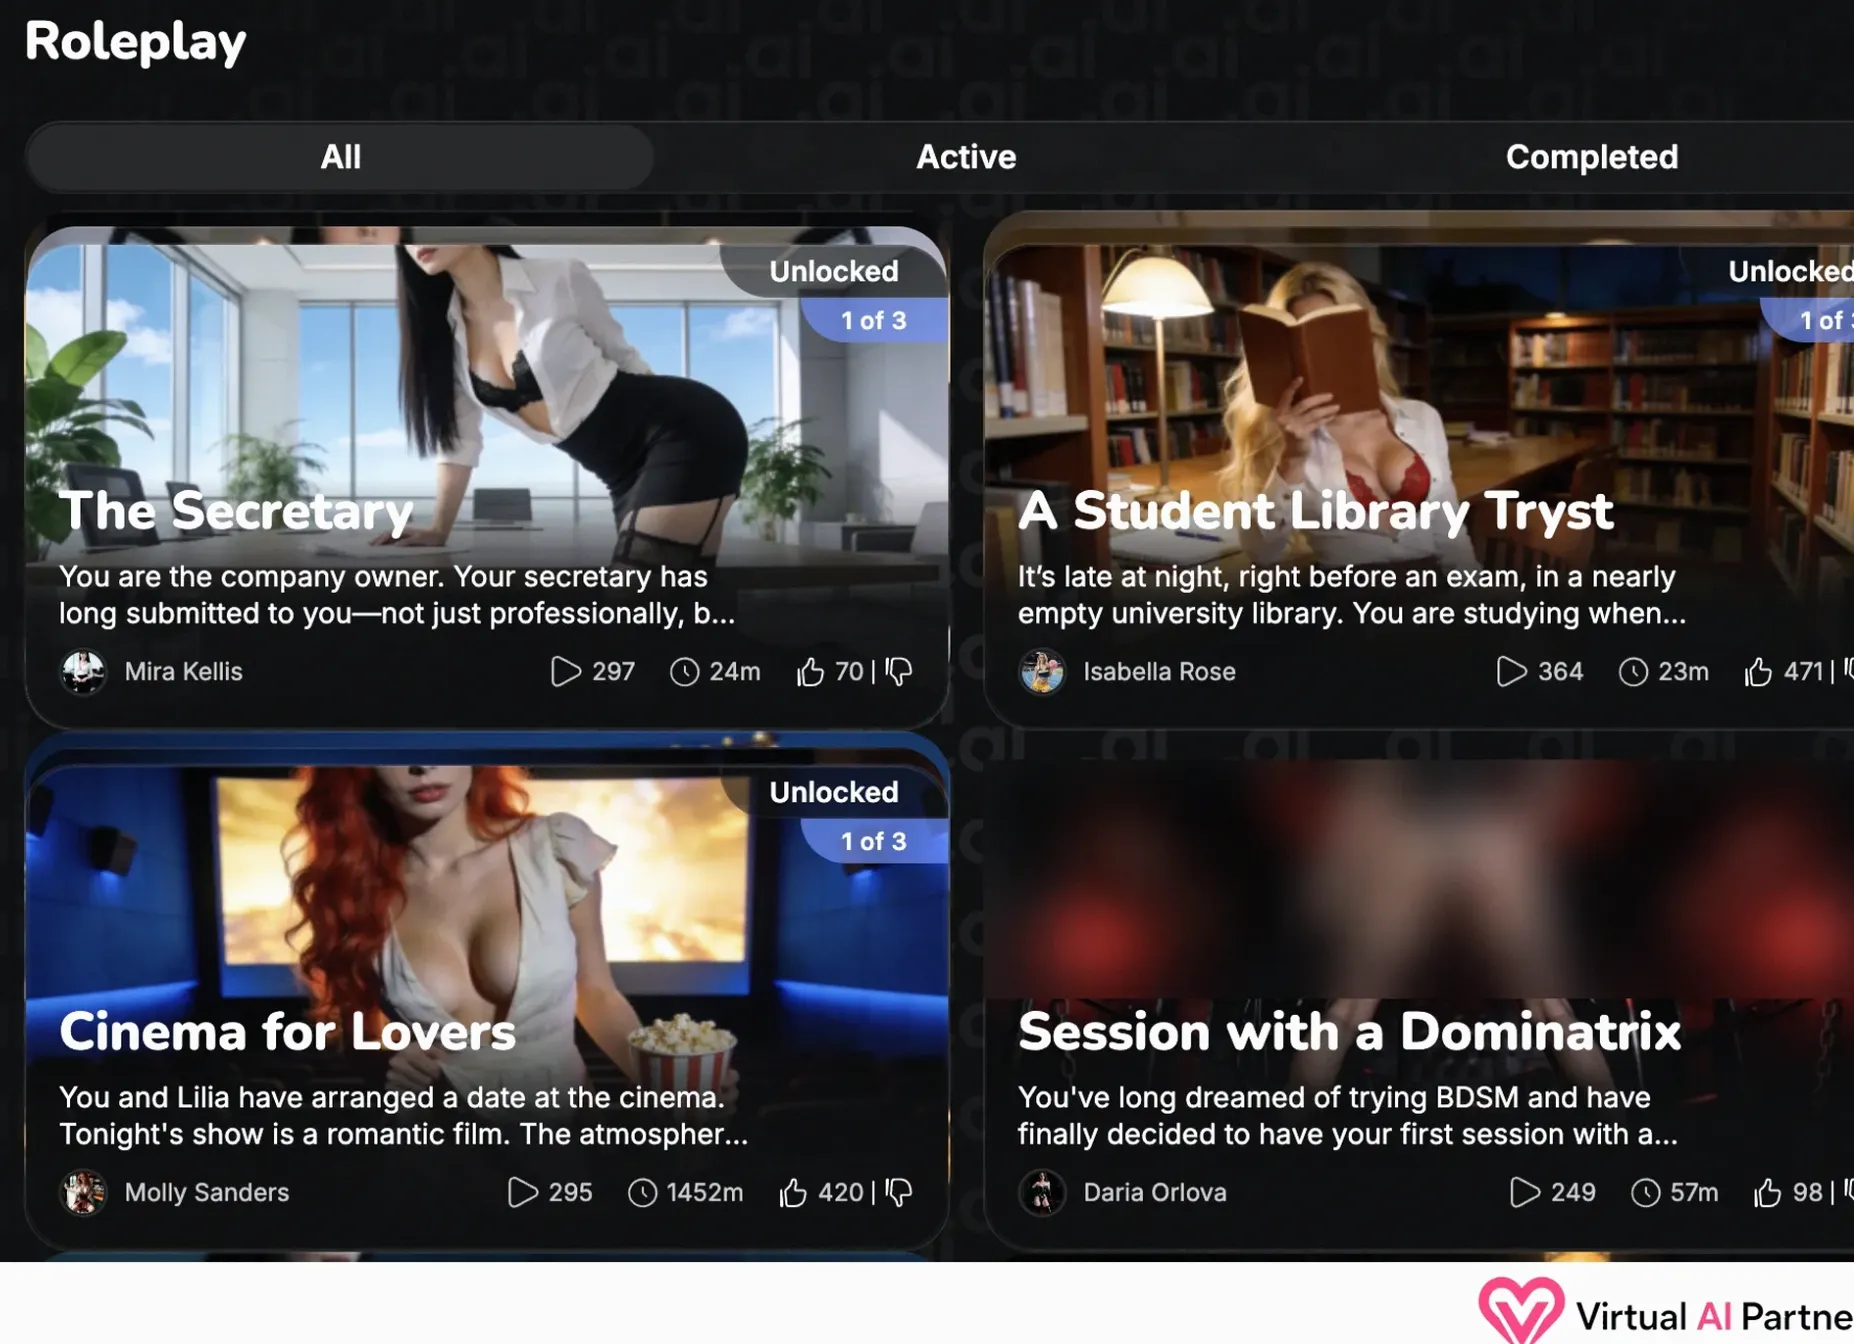 Roleplay
All
Active
Completed
Unlocked
1 of 3
The Secretary
You are the company owner. Your secretary has
long submitted to you—not just professionally, b...
Mira Kellis
297
24m
70 |
Unlocked
1 of
A Student Library Tryst
It's late at night, right before an exam, in a nearly
empty university library. You are studying when...
Isabella Rose
364
23m
471 |
Unlocked
1 of 3
Cinema for Lovers
You and Lilia have arranged a date at the cinema.
Tonight's show is a romantic film. The atmospher...
Molly Sanders
295
1452m
420 |
Session with a Dominatrix
You've long dreamed of trying BDSM and have
finally decided to have your first session with a...
Daria Orlova
249
57m
98 |
Virtual AI Partne